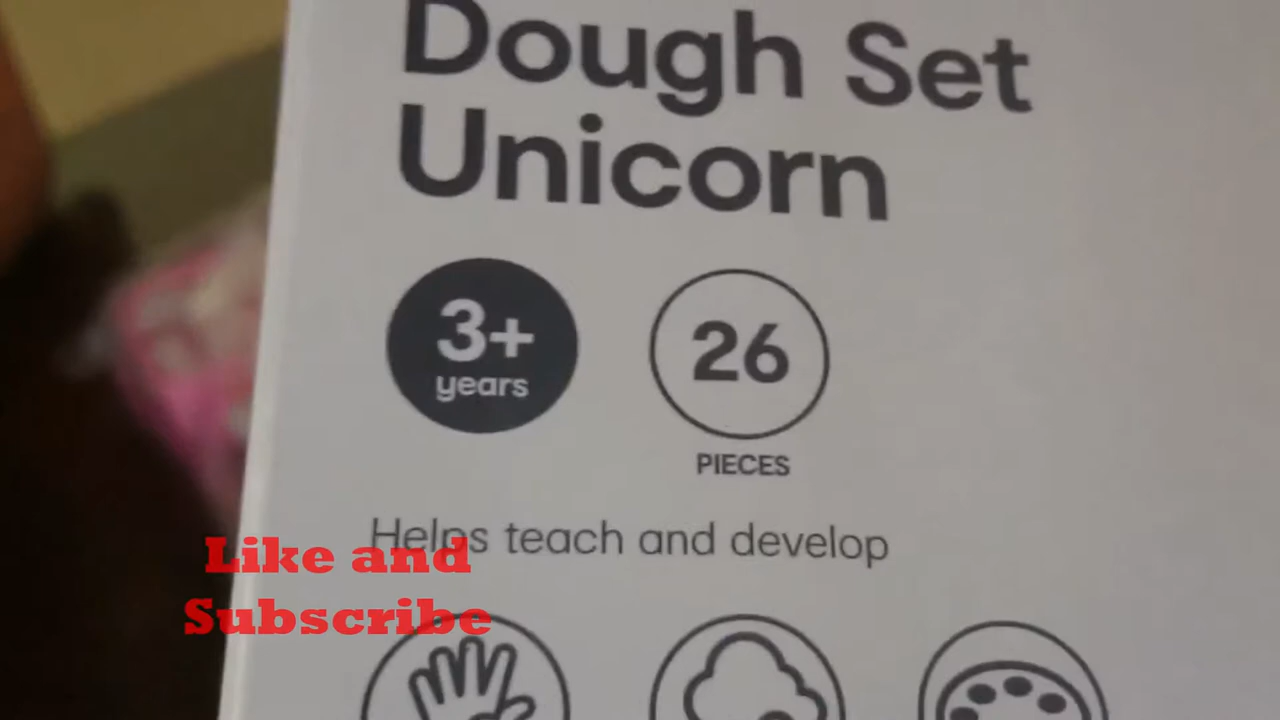 Dough Set
Unicorn
3+
years
26
PIECES
Helps teach and develop
Like and
Subscribe